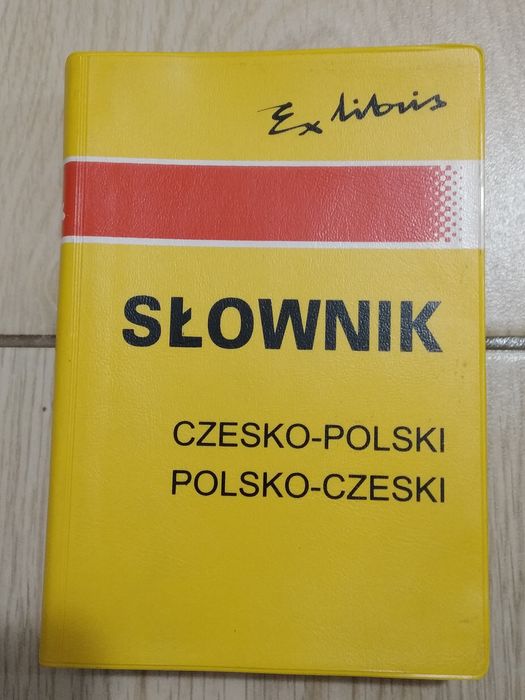 Ex libris
SŁOWNIK
CZESKO-POLSKI
POLSKO-CZESKI